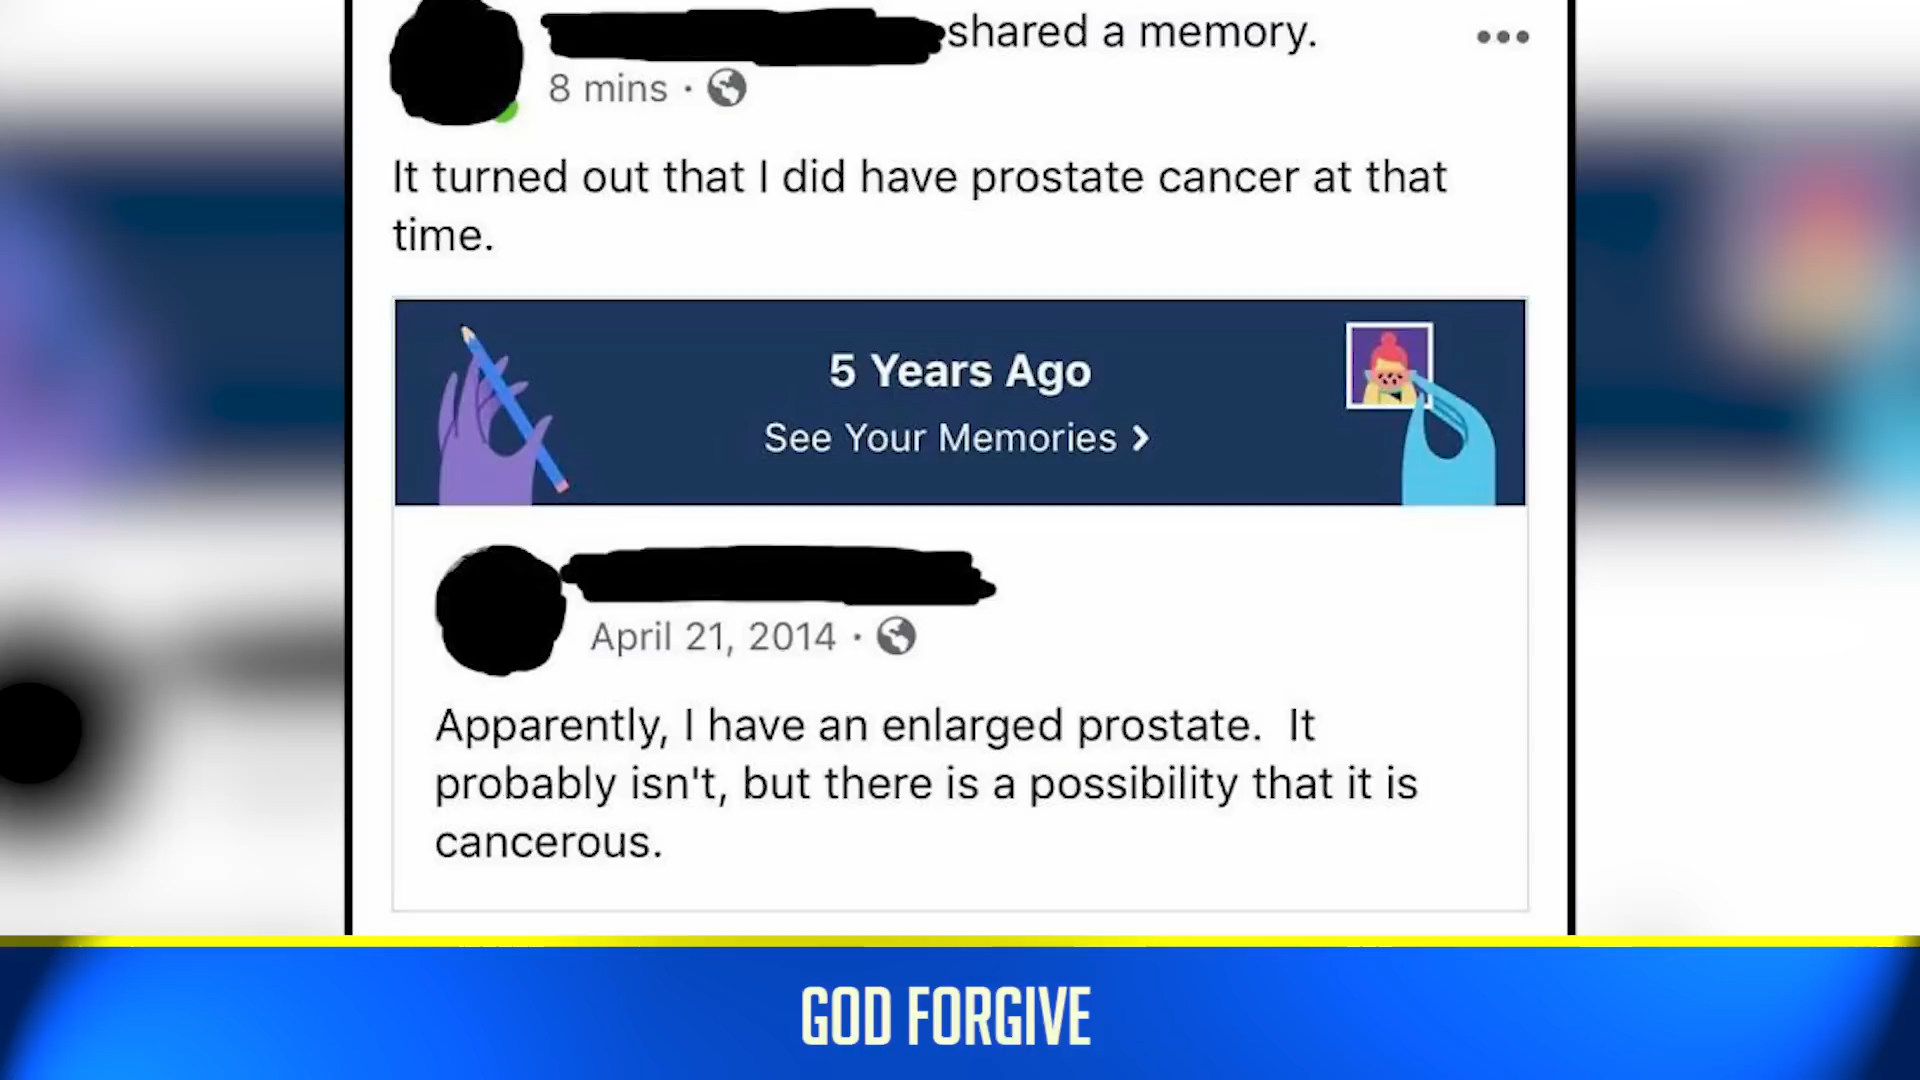 shared a memory.
8 mins ·
It turned out that I did have prostate cancer at that
time.
5 Years Ago
See Your Memories >
April 21, 2014 ·
Apparently, I have an enlarged prostate. It
probably isn't, but there is a possibility that it is
cancerous.
GOD FORGIVE